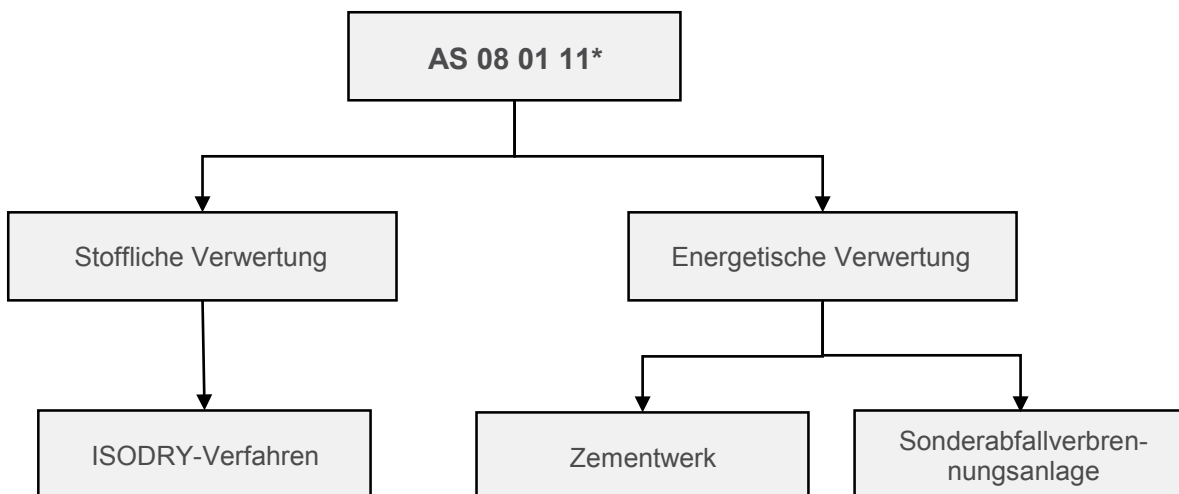 AS 08 01 11*
Stoffliche Verwertung
Energetische Verwertung
ISODRY-Verfahren
Zementwerk
Sonderabfallverbren-
nungsanlage